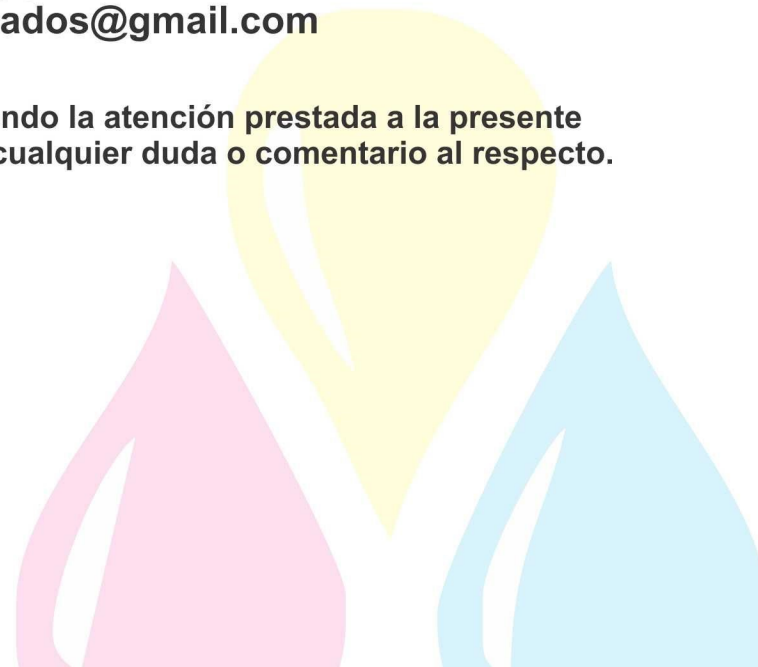 ados@gmail.com
ndo la atención prestada a la presente
cualquier duda o comentario al respecto.